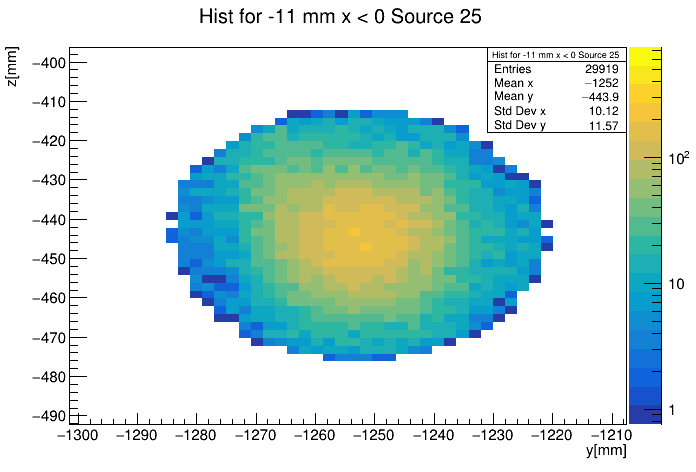 Hist for -11 mm x < 0 Source 25
z[mm]
Hist for -11 mm x < 0 Source 25
Entries 29919
Mean x −1252
Mean y −443.9
Std Dev x 10.12
Std Dev y 11.57
−400
−410
−420
−430
−440
−450
−460
−470
−480
−490
10²
10
1
−1300 −1290 −1280 −1270 −1260 −1250 −1240 −1230 −1220 −1210
y[mm]